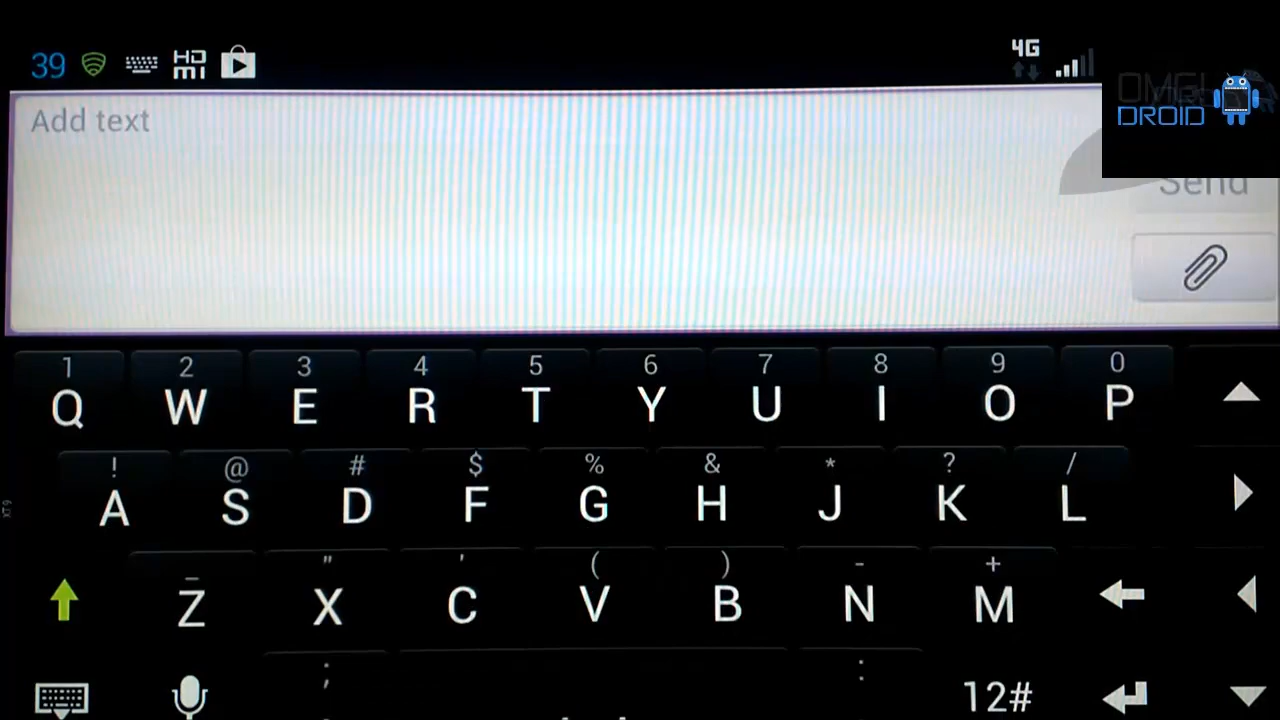 39 HD MI 4G
OMG!
DROID
Add text
Send
1 2 3 4 5 6 7 8 9 0
Q W E R T Y U I O P
! @ # $ % & * ? /
A S D F G H J K L
XT9
_ " ' ( ) - +
Z X C V B N M
; :
12#